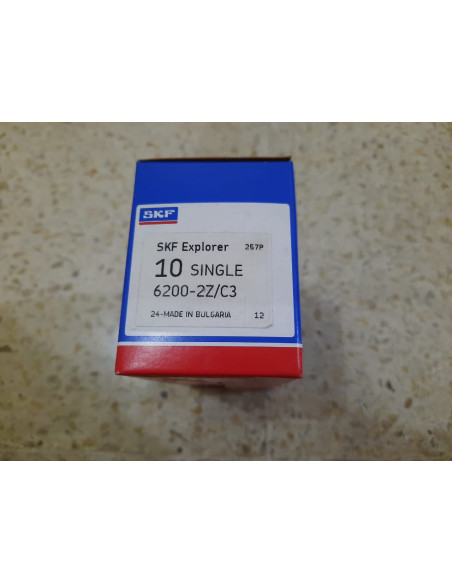 SKF
SKF Explorer 257P
10 SINGLE
6200-2Z/C3
24-MADE IN BULGARIA 12